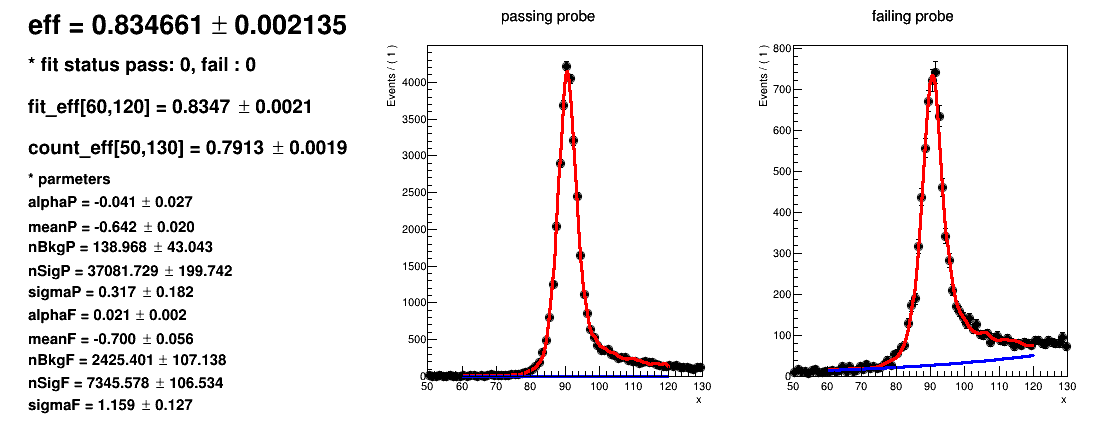 eff = 0.834661 ± 0.002135
* fit status pass: 0, fail : 0
fit_eff[60,120] = 0.8347 ± 0.0021
count_eff[50,130] = 0.7913 ± 0.0019
* parmeters
alphaP = -0.041 ± 0.027
meanP = -0.642 ± 0.020
nBkgP = 138.968 ± 43.043
nSigP = 37081.729 ± 199.742
sigmaP = 0.317 ± 0.182
alphaF = 0.021 ± 0.002
meanF = -0.700 ± 0.056
nBkgF = 2425.401 ± 107.138
nSigF = 7345.578 ± 106.534
sigmaF = 1.159 ± 0.127
passing probe
Events / ( 1 )
4000
3500
3000
2500
2000
1500
1000
500
0
50 60 70 80 90 100 110 120 130
x
failing probe
Events / ( 1 )
800
700
600
500
400
300
200
100
0
50 60 70 80 90 100 110 120 130
x